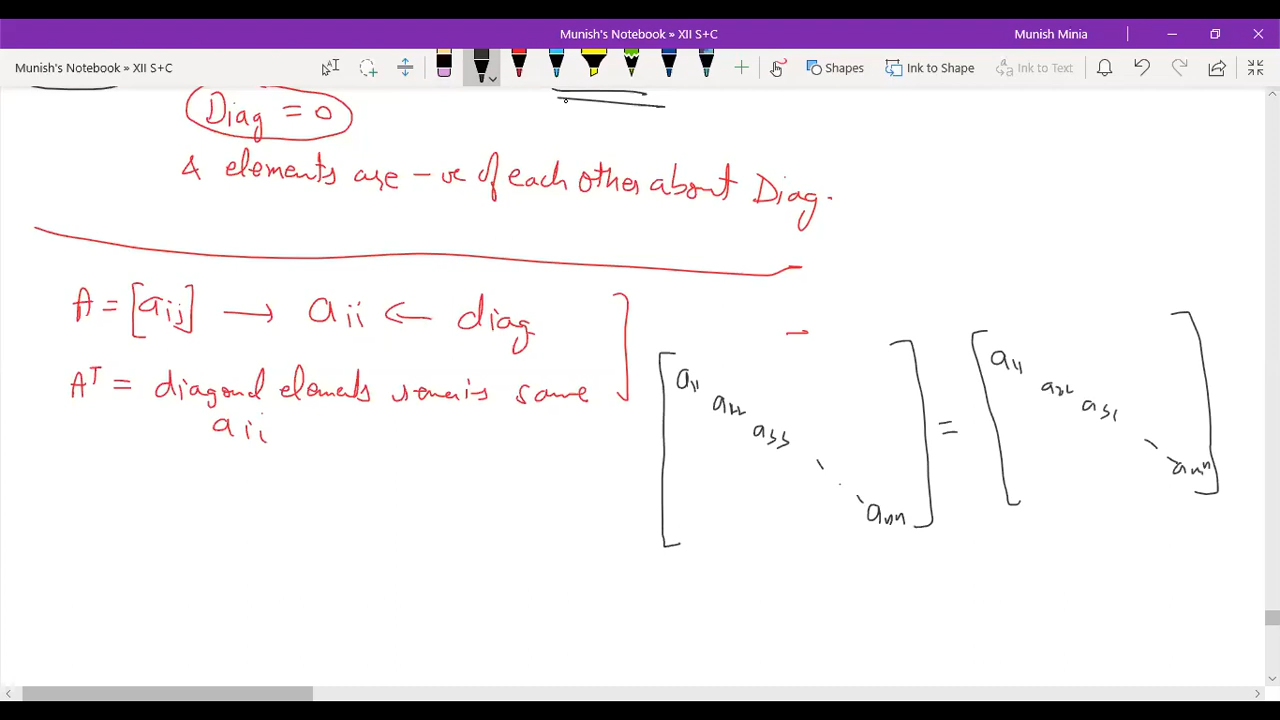 Munish's Notebook » XII S+C
Munish Minia
Munish's Notebook » XII S+C
Shapes
Ink to Shape
Ink to Text
Diag = 0
& elements are -ve of each other about Diag.
A = [aij] → aii ← diag
AT = diagonal elements remains same
aii
a11
a22
a33
ann
=
a11
a22
a33
ann